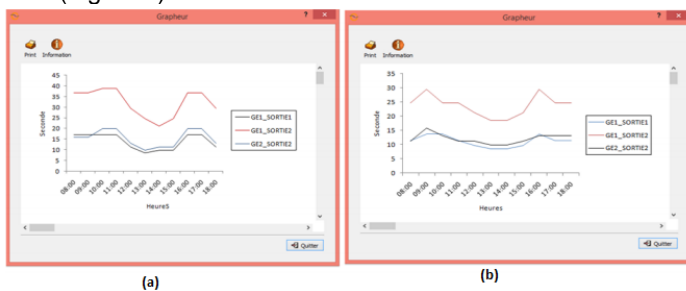 Grapheur
? ×
Print Information
45
40
35
30
25
20
15
10
5
0
Seconde
08:00 09:00 10:00 11:00 12:00 13:00 14:00 15:00 16:00 17:00 18:00
HeureS
GE1_SORTIE1
GE1_SORTIE2
GE2_SORTIE2
Quitter
(a)
Grapheur
? ×
Print Information
35
30
25
20
15
10
5
0
Seconde
08:00 09:00 10:00 11:00 12:00 13:00 14:00 15:00 16:00 17:00 18:00
Heures
GE1_SORTIE1
GE1_SORTIE2
GE2_SORTIE2
Quitter
(b)